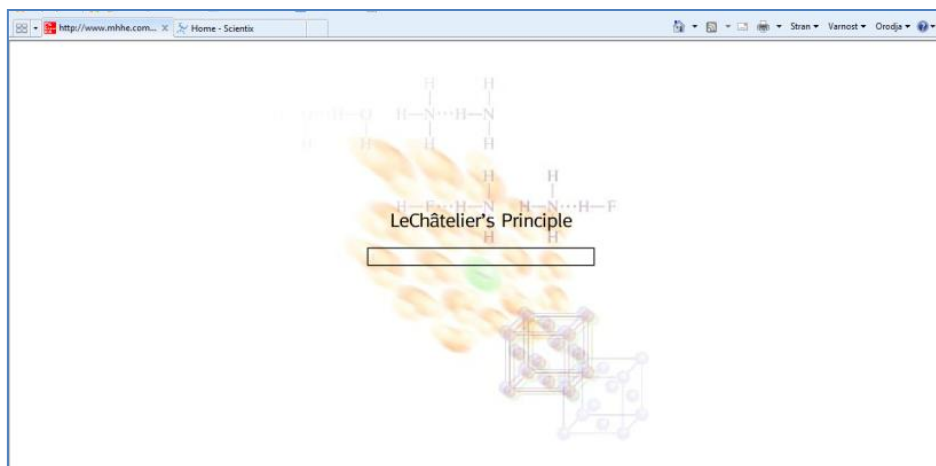 http://www.mhhe.com... X Home - Scientix Stran Varnost Orodja
H H
H—N···H—N
H H
H H
H—F···H—N H—N···H—F
LeChâtelier's Principle
H H